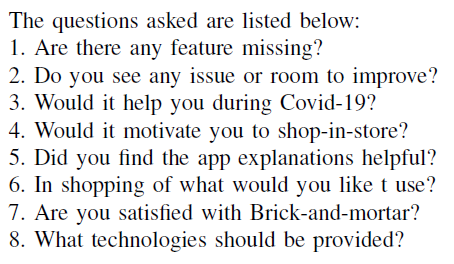 The questions asked are listed below:
1. Are there any feature missing?
2. Do you see any issue or room to improve?
3. Would it help you during Covid-19?
4. Would it motivate you to shop-in-store?
5. Did you find the app explanations helpful?
6. In shopping of what would you like t use?
7. Are you satisfied with Brick-and-mortar?
8. What technologies should be provided?